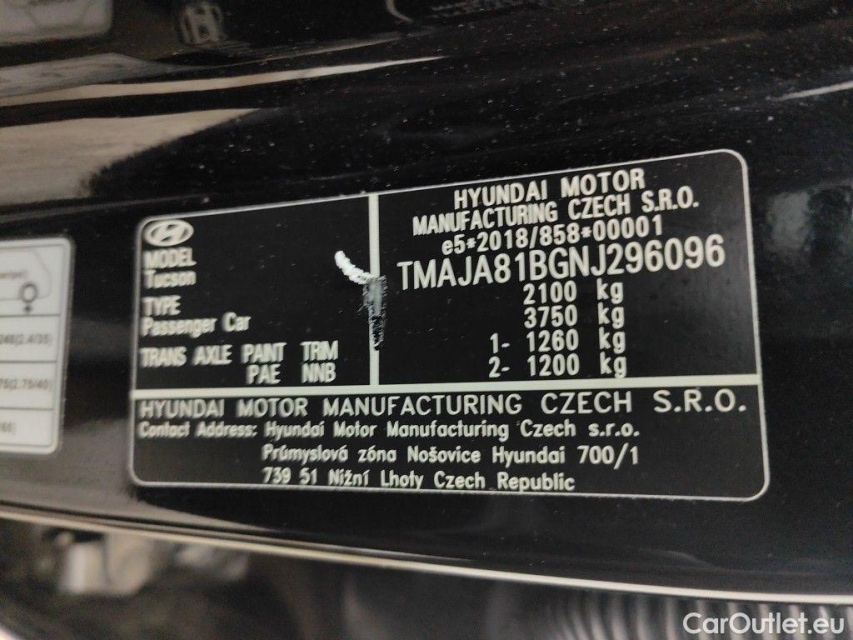 HYUNDAI MOTOR
MANUFACTURING CZECH S.R.O.
e5*2018/858*00001
TMAJA81BGNJ296096
2100 kg
3750 kg
1- 1260 kg
2- 1200 kg
MODEL
Tucson
TYPE
Passenger Car
TRANS AXLE PAINT TRIM
PAE NNB
HYUNDAI MOTOR MANUFACTURING CZECH S.R.O.
Contact Address: Hyundai Motor Manufacturing Czech s.r.o.
Průmyslová zóna Nošovice Hyundai 700/1
739 51 Nižní Lhoty Czech Republic
CarOutlet.eu